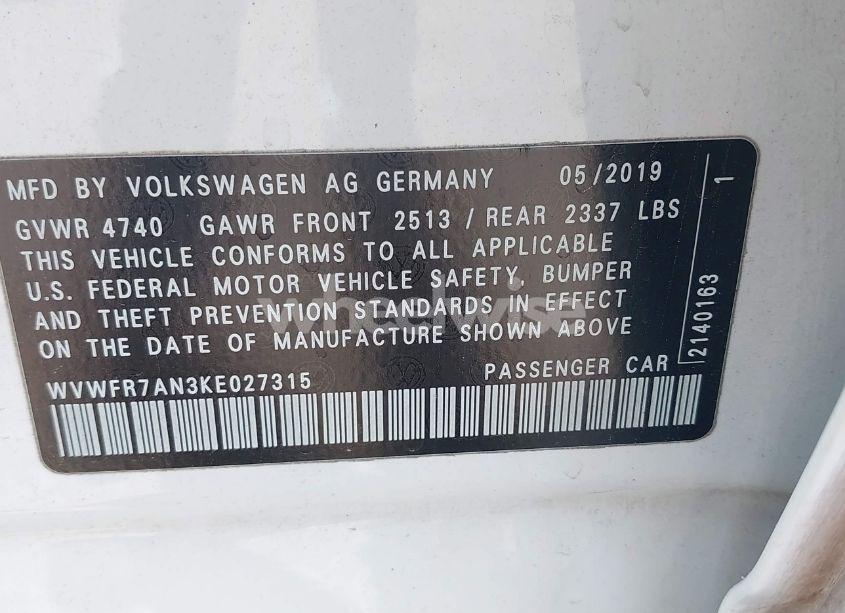 MFD BY VOLKSWAGEN AG GERMANY 05/2019
GVWR 4740 GAWR FRONT 2513 / REAR 2337 LBS
THIS VEHICLE CONFORMS TO ALL APPLICABLE
U.S. FEDERAL MOTOR VEHICLE SAFETY, BUMPER
AND THEFT PREVENTION STANDARDS IN EFFECT
ON THE DATE OF MANUFACTURE SHOWN ABOVE
WVWFR7AN3KE027315 PASSENGER CAR
2140163 1
wheelwise